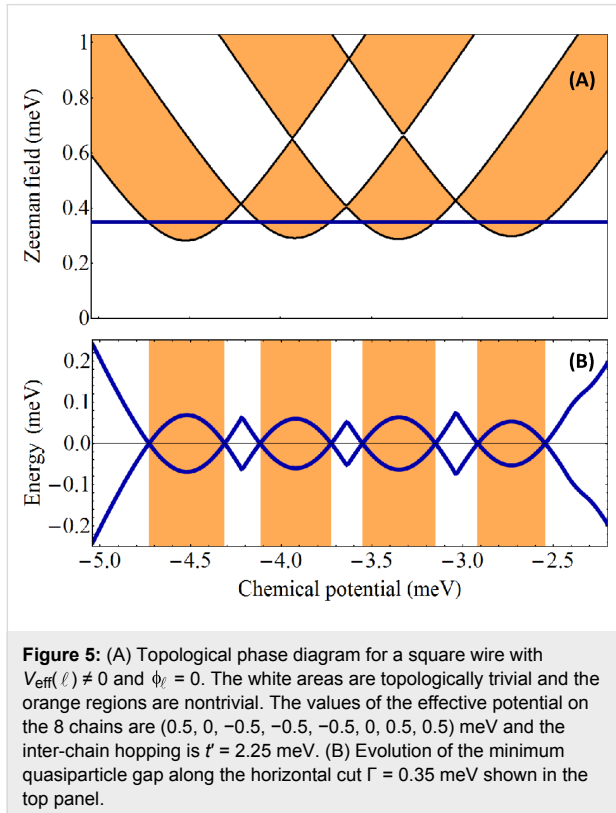 1
(A)
0.8
0.6
0.4
0.2
0
Zeeman field (meV)
(B)
0.2
0.1
0.0
−0.1
−0.2
Energy (meV)
−5.0 −4.5 −4.0 −3.5 −3.0 −2.5
Chemical potential (meV)
Figure 5: (A) Topological phase diagram for a square wire with
Veff(ℓ) ≠ 0 and ϕℓ = 0. The white areas are topologically trivial and the
orange regions are nontrivial. The values of the effective potential on
the 8 chains are (0.5, 0, −0.5, −0.5, −0.5, 0, 0.5, 0.5) meV and the
inter-chain hopping is t′ = 2.25 meV. (B) Evolution of the minimum
quasiparticle gap along the horizontal cut Γ = 0.35 meV shown in the
top panel.